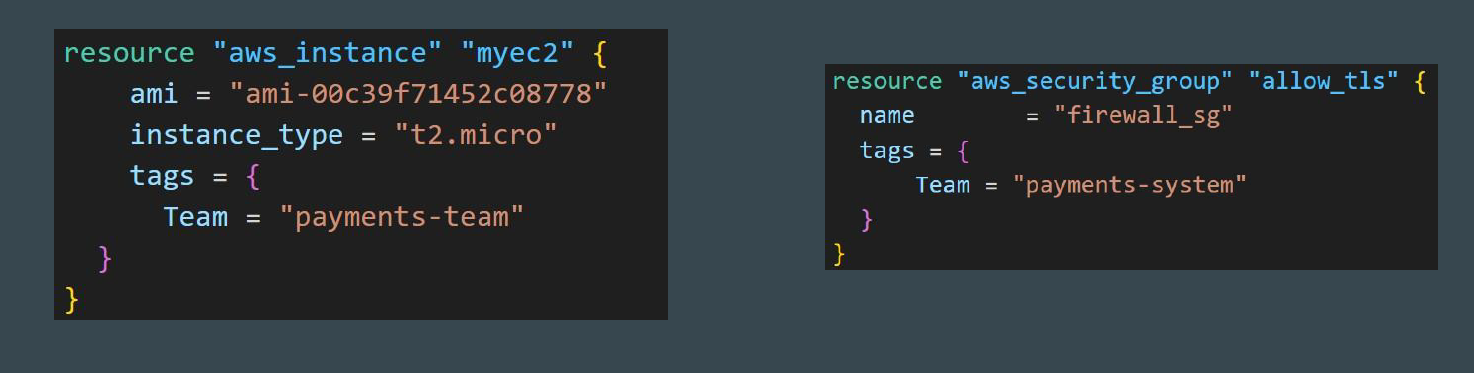 resource "aws_instance" "myec2" {
ami = "ami-00c39f71452c08778"
instance_type = "t2.micro"
tags = {
Team = "payments-team"
}
}
resource "aws_security_group" "allow_tls" {
name = "firewall_sg"
tags = {
Team = "payments-system"
}
}